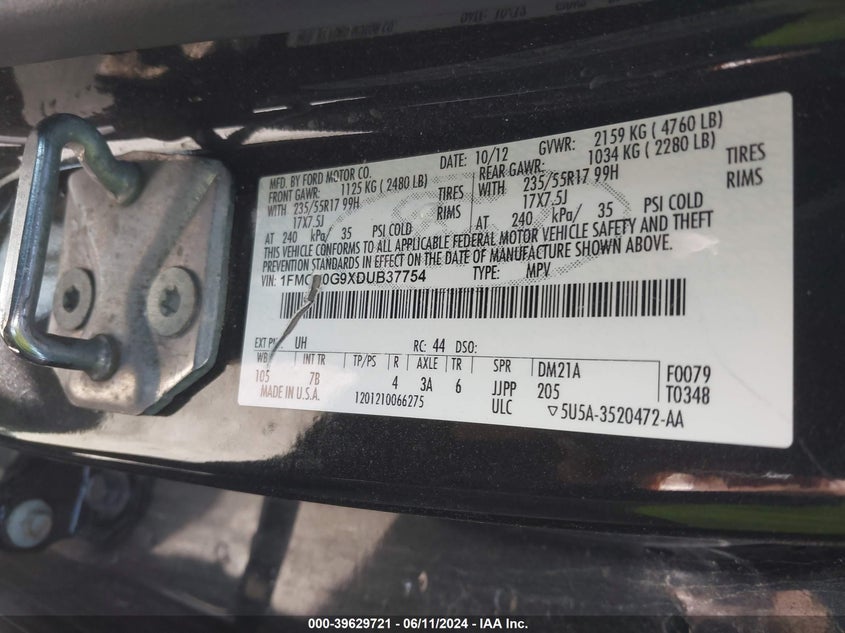 MFD. BY FORD MOTOR CO.
DATE: 10/12 GVWR: 2159 KG ( 4760 LB)
FRONT GAWR: 1125 KG ( 2480 LB)
REAR GAWR: 1034 KG ( 2280 LB)
WITH 235/55R17 99H TIRES
WITH 235/55R17 99H TIRES
17X7.5J RIMS
17X7.5J RIMS
AT 240 kPa/ 35 PSI COLD
AT 240 kPa/ 35 PSI COLD
THIS VEHICLE CONFORMS TO ALL APPLICABLE FEDERAL MOTOR VEHICLE SAFETY AND THEFT
PREVENTION STANDARDS IN EFFECT ON THE DATE OF MANUFACTURE SHOWN ABOVE.
VIN: 1FMC 0G9XDUB37754 TYPE: MPV
EXT UH RC: 44 DSO:
WB INT TR TP/PS R AXLE TR SPR DM21A F0079
105 7B 4 3A 6 JJPP 205 T0348
MADE IN U.S.A. 1201210066275 ULC ▽5U5A-3520472-AA
000-39629721 - 06/11/2024 - IAA Inc.